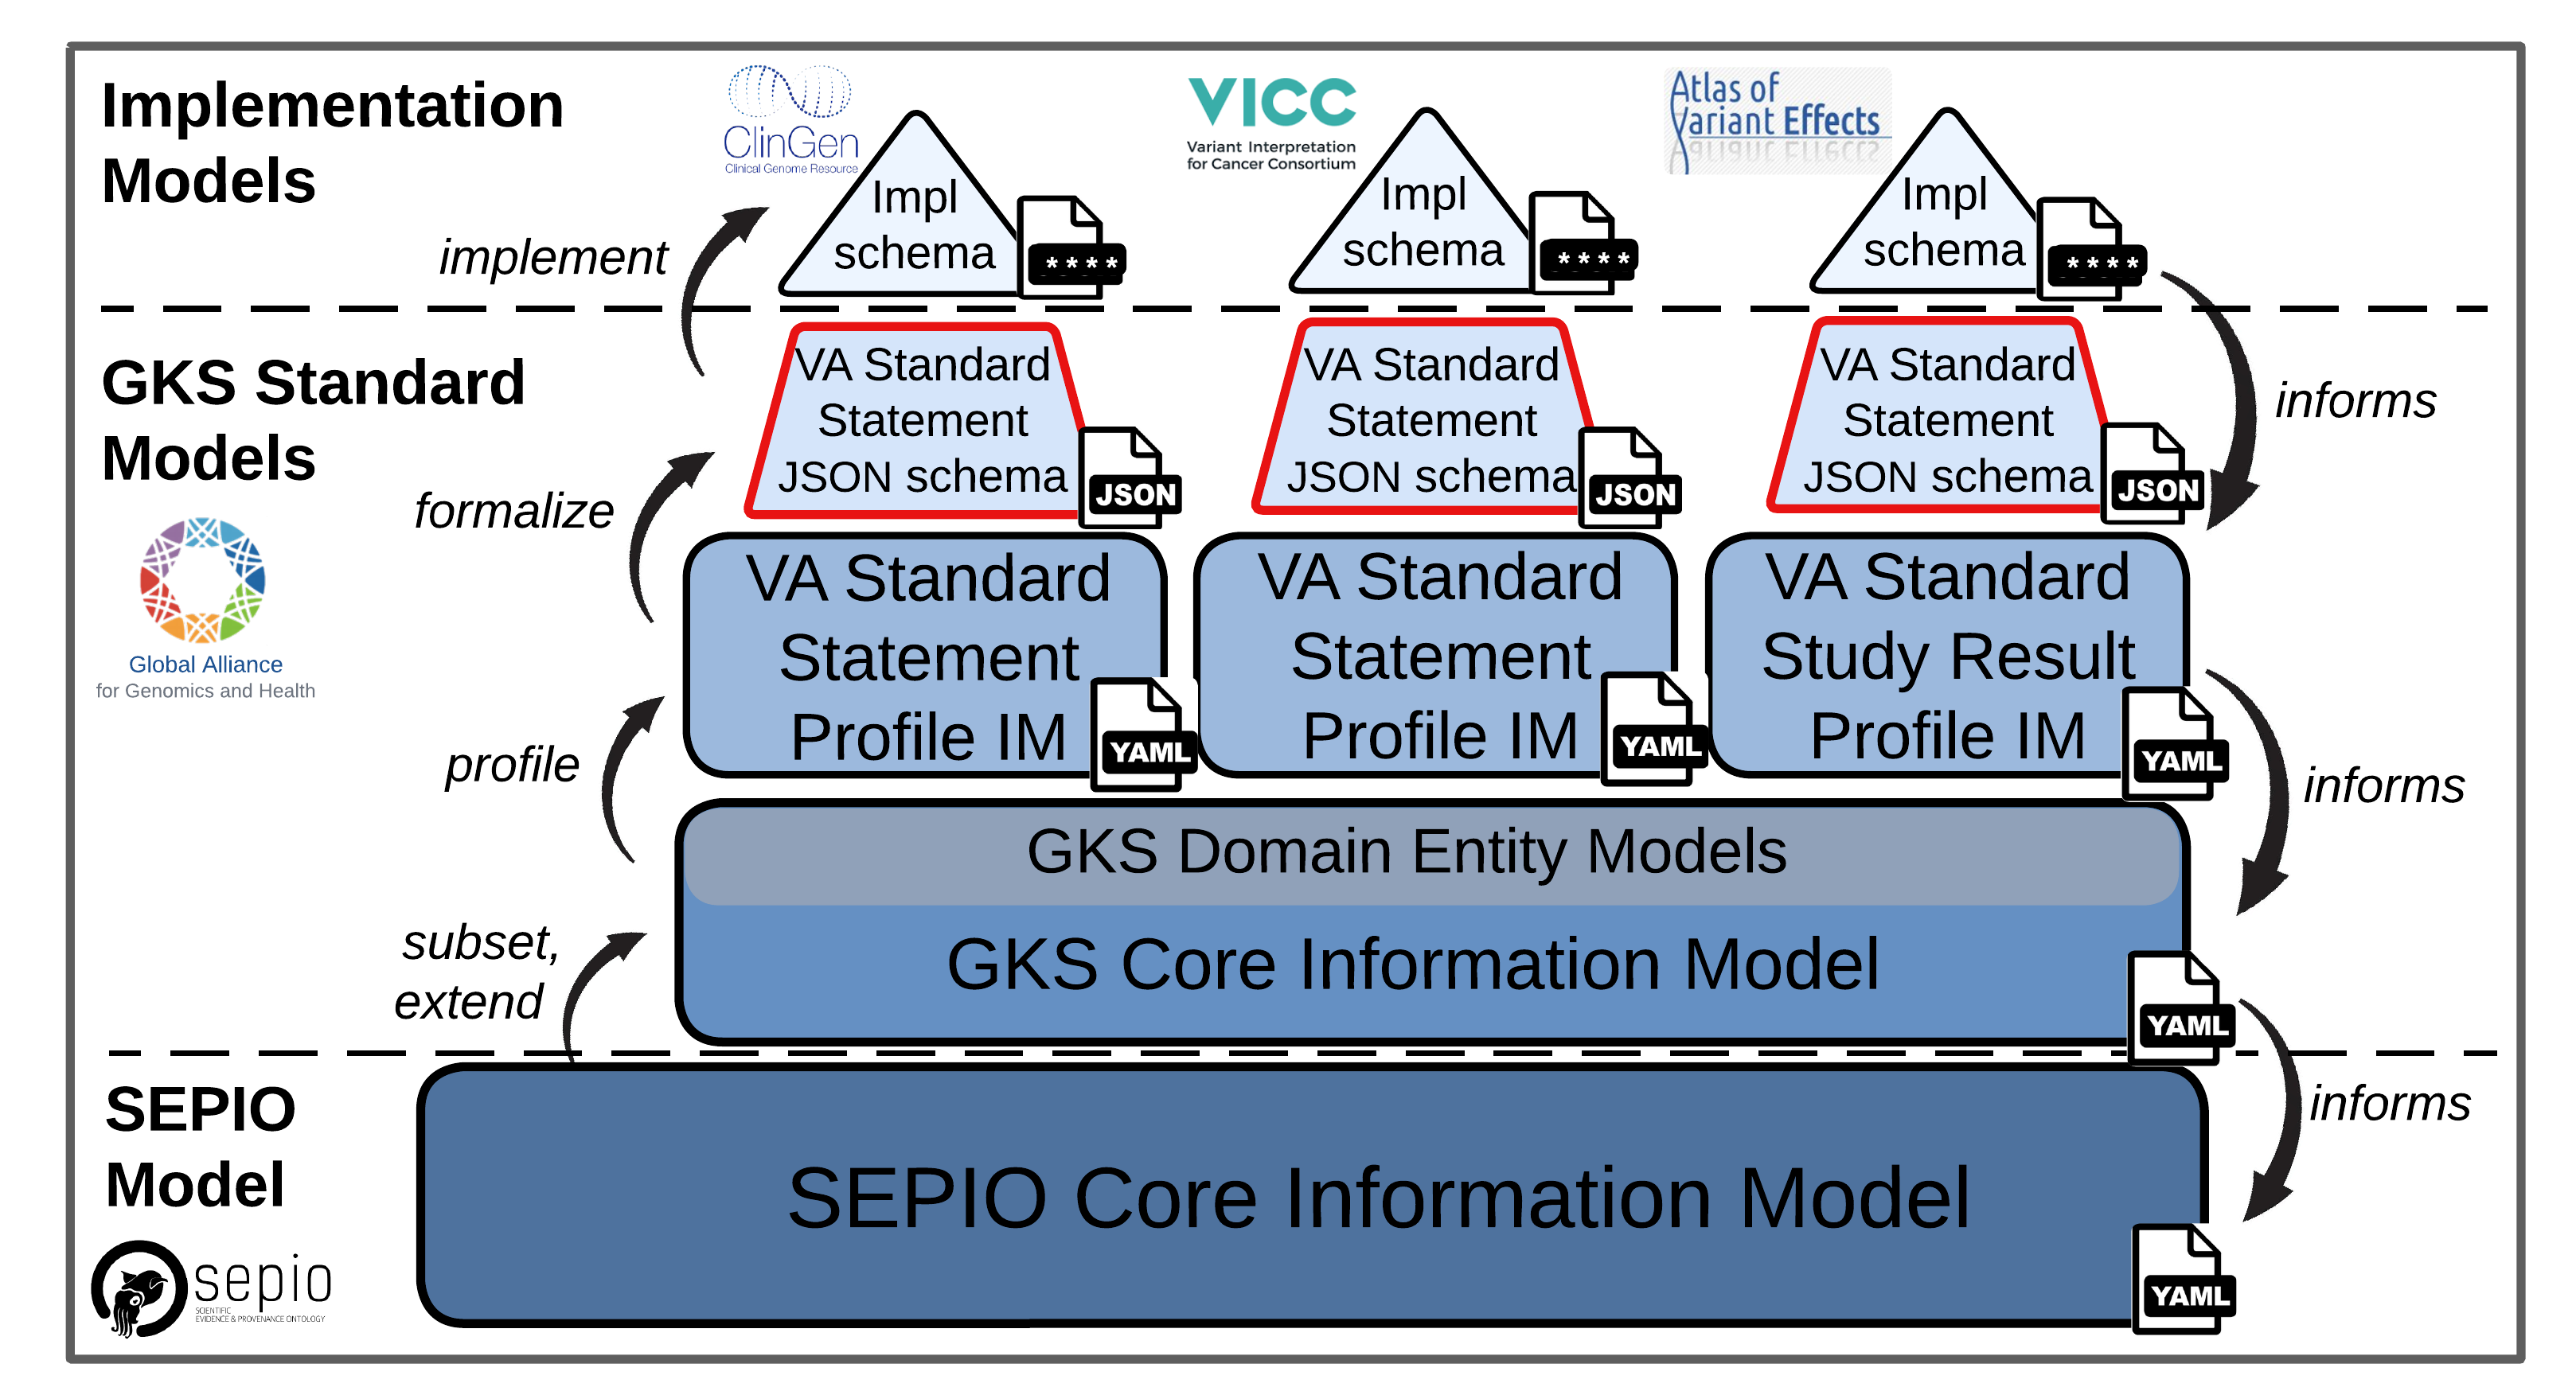 Implementation
Models
ClinGen
Clinical Genome Resource
VICC
Variant Interpretation
for Cancer Consortium
Atlas of
Variant Effects
Impl
schema
****
Impl
schema
****
Impl
schema
****
implement
GKS Standard
Models
VA Standard
Statement
JSON schema
JSON
VA Standard
Statement
JSON schema
JSON
VA Standard
Statement
JSON schema
JSON
informs
formalize
Global Alliance
for Genomics and Health
VA Standard
Statement
Profile IM
YAML
VA Standard
Statement
Profile IM
YAML
VA Standard
Study Result
Profile IM
YAML
profile
informs
GKS Domain Entity Models
GKS Core Information Model
YAML
subset,
extend
informs
SEPIO
Model
SEPIO Core Information Model
YAML
sepio
SCIENTIFIC
EVIDENCE & PROVENANCE ONTOLOGY